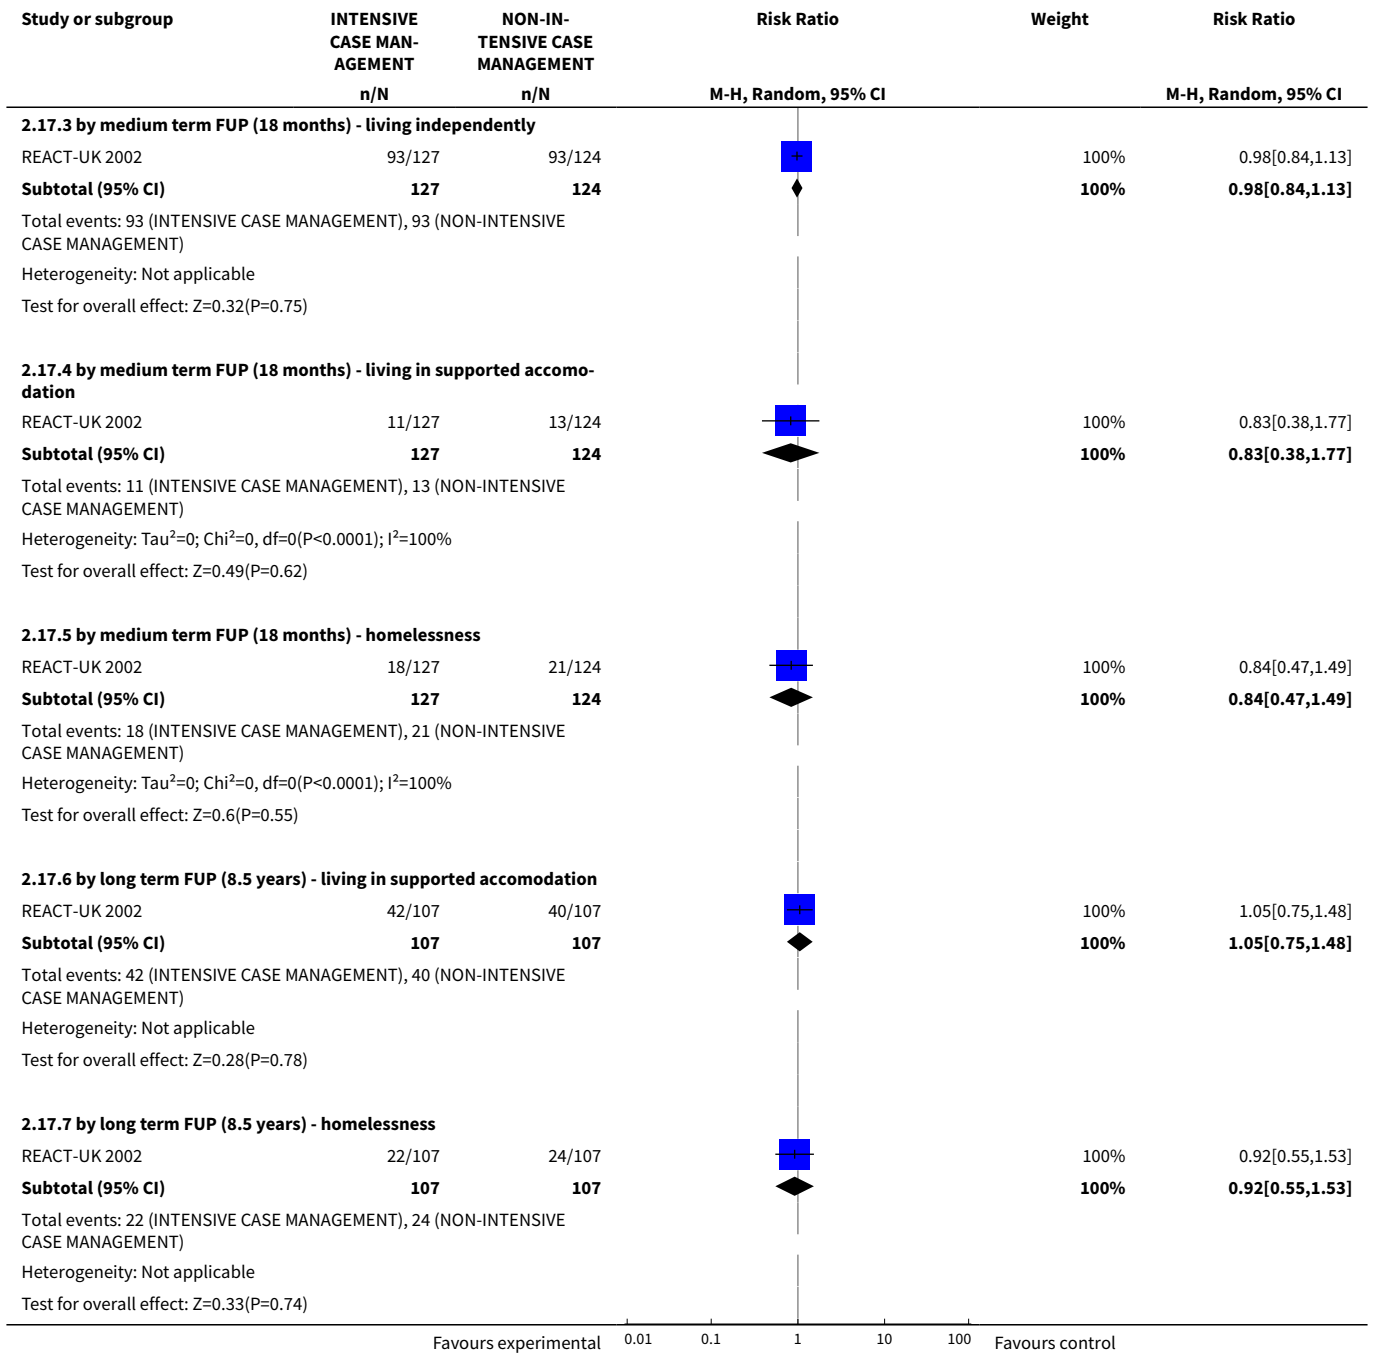 Study or subgroup INTENSIVE CASE MAN- AGEMENT NON-IN- TENSIVE CASE MANAGEMENT Risk Ratio Weight Risk Ratio
n/N n/N M-H, Random, 95% CI M-H, Random, 95% CI
2.17.3 by medium term FUP (18 months) - living independently
REACT-UK 2002 93/127 93/124 100% 0.98[0.84,1.13]
Subtotal (95% CI) 127 124 100% 0.98[0.84,1.13]
Total events: 93 (INTENSIVE CASE MANAGEMENT), 93 (NON-INTENSIVE
CASE MANAGEMENT)
Heterogeneity: Not applicable
Test for overall effect: Z=0.32(P=0.75)
2.17.4 by medium term FUP (18 months) - living in supported accomo-
dation
REACT-UK 2002 11/127 13/124 100% 0.83[0.38,1.77]
Subtotal (95% CI) 127 124 100% 0.83[0.38,1.77]
Total events: 11 (INTENSIVE CASE MANAGEMENT), 13 (NON-INTENSIVE
CASE MANAGEMENT)
Heterogeneity: Tau²=0; Chi²=0, df=0(P<0.0001); I²=100%
Test for overall effect: Z=0.49(P=0.62)
2.17.5 by medium term FUP (18 months) - homelessness
REACT-UK 2002 18/127 21/124 100% 0.84[0.47,1.49]
Subtotal (95% CI) 127 124 100% 0.84[0.47,1.49]
Total events: 18 (INTENSIVE CASE MANAGEMENT), 21 (NON-INTENSIVE
CASE MANAGEMENT)
Heterogeneity: Tau²=0; Chi²=0, df=0(P<0.0001); I²=100%
Test for overall effect: Z=0.6(P=0.55)
2.17.6 by long term FUP (8.5 years) - living in supported accomodation
REACT-UK 2002 42/107 40/107 100% 1.05[0.75,1.48]
Subtotal (95% CI) 107 107 100% 1.05[0.75,1.48]
Total events: 42 (INTENSIVE CASE MANAGEMENT), 40 (NON-INTENSIVE
CASE MANAGEMENT)
Heterogeneity: Not applicable
Test for overall effect: Z=0.28(P=0.78)
2.17.7 by long term FUP (8.5 years) - homelessness
REACT-UK 2002 22/107 24/107 100% 0.92[0.55,1.53]
Subtotal (95% CI) 107 107 100% 0.92[0.55,1.53]
Total events: 22 (INTENSIVE CASE MANAGEMENT), 24 (NON-INTENSIVE
CASE MANAGEMENT)
Heterogeneity: Not applicable
Test for overall effect: Z=0.33(P=0.74)
Favours experimental 0.01 0.1 1 10 100 Favours control